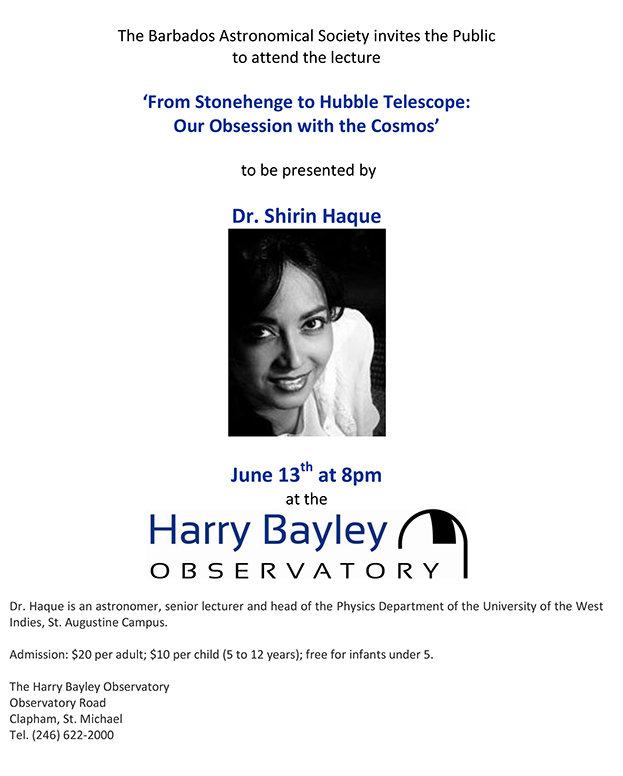 The Barbados Astronomical Society invites the Public
to attend the lecture
‘From Stonehenge to Hubble Telescope:
Our Obsession with the Cosmos’
to be presented by
Dr. Shirin Haque
June 13th at 8pm
at the
Harry Bayley
OBSERVATORY
Dr. Haque is an astronomer, senior lecturer and head of the Physics Department of the University of the West
Indies, St. Augustine Campus.
Admission: $20 per adult; $10 per child (5 to 12 years); free for infants under 5.
The Harry Bayley Observatory
Observatory Road
Clapham, St. Michael
Tel. (246) 622-2000